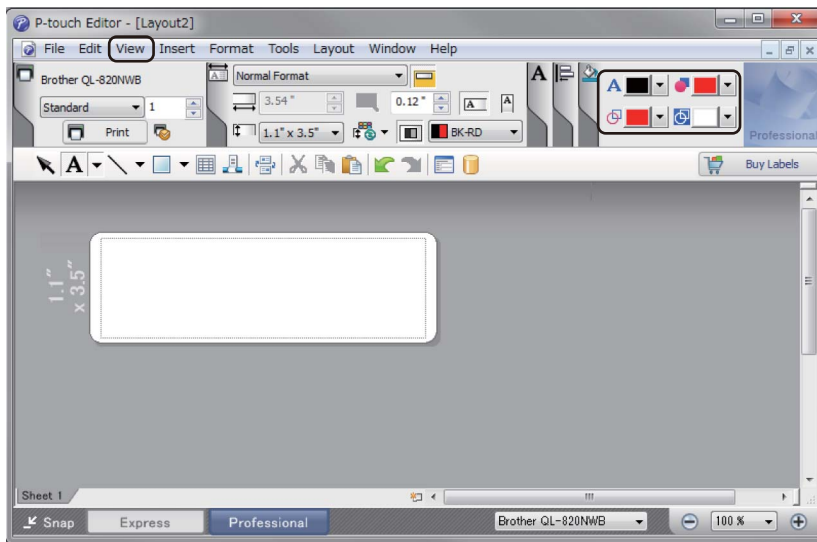 P-touch Editor - [Layout2]
File Edit View Insert Format Tools Layout Window Help
Brother QL-820NWB
Standard 1
Print
Normal Format
3.54" 0.12" A A
1.1" x 3.5" BK-RD
A
A
Professional
A
Buy Labels
1.1"
x 3.5"
Sheet 1
Snap Express Professional Brother QL-820NWB 100 %